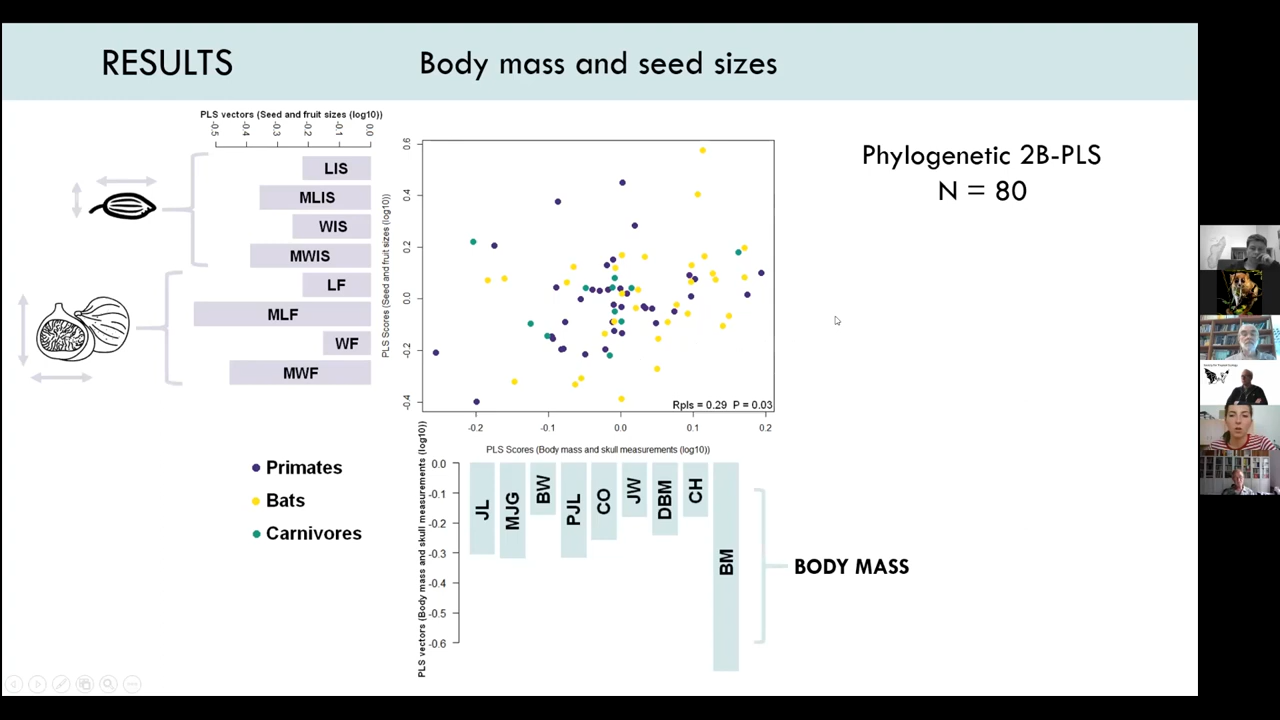 RESULTS
Body mass and seed sizes
PLS vectors (Seed and fruit sizes (log10))
-0.5
-0.4
-0.3
-0.2
-0.1
0.0
LIS
MLIS
WIS
MWIS
LF
MLF
WF
MWF
PLS Scores (Seed and fruit sizes (log10))
0.6
0.4
0.2
0.0
-0.2
-0.4
Rpls = 0.29 P = 0.03
-0.2
-0.1
0.0
0.1
0.2
PLS Scores (Body mass and skull measurements (log10))
Phylogenetic 2B-PLS
N = 80
Primates
Bats
Carnivores
PLS vectors (Body mass and skull measurements (log10))
0.0
-0.1
-0.2
-0.3
-0.4
-0.5
-0.6
JL
MJG
BW
PJL
CO
JW
DBM
CH
BM
BODY MASS